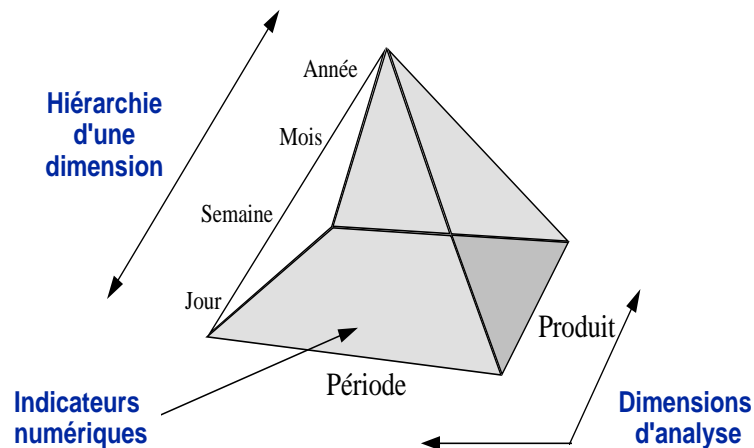 Année
Hiérarchie
d'une
dimension
Mois
Semaine
Jour
Produit
Période
Indicateurs
numériques
Dimensions
d'analyse